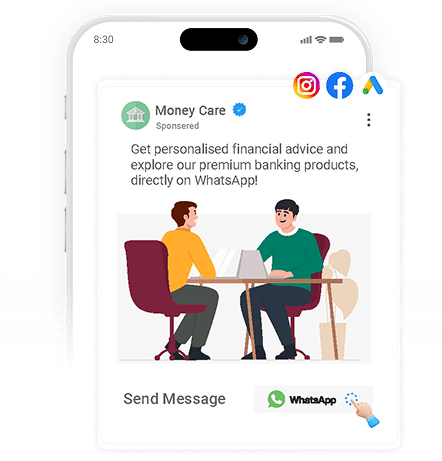 8:30
Money Care
Sponsored
Get personalised financial advice and
explore our premium banking products,
directly on WhatsApp!
Send Message
WhatsApp